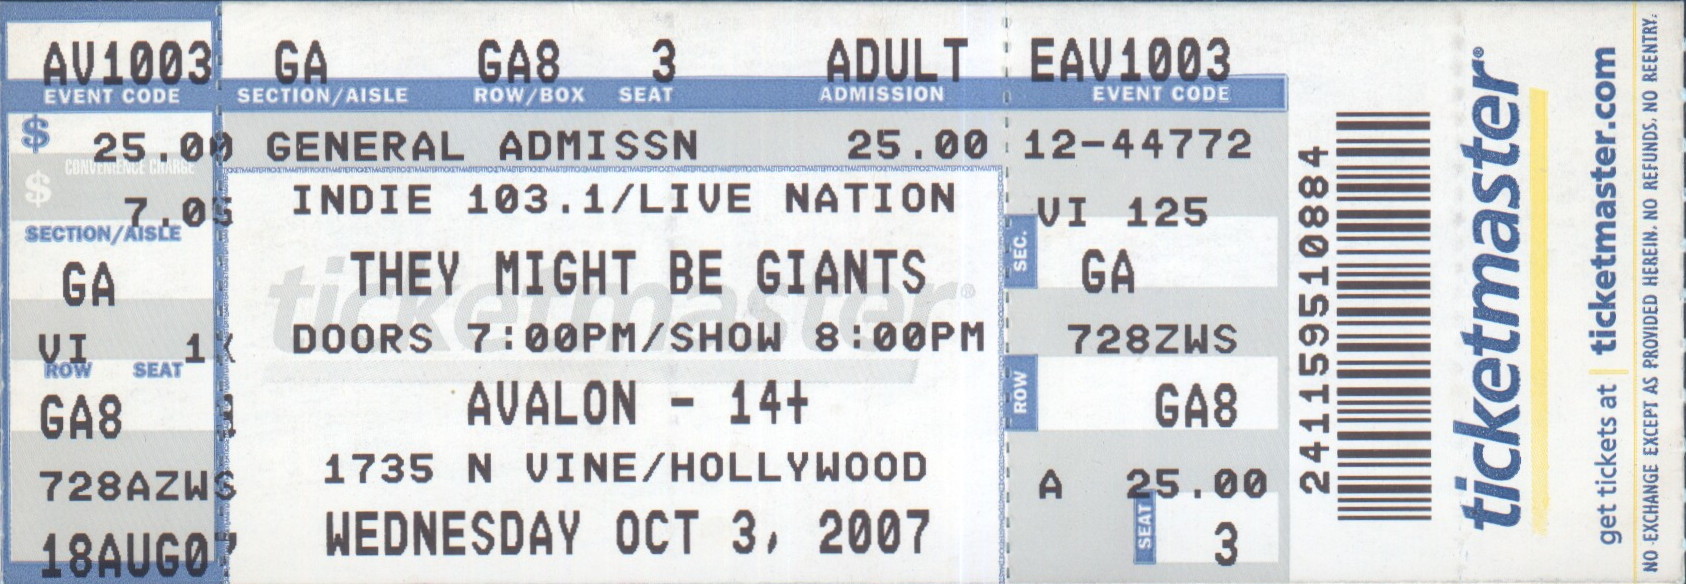 AV1003 GA GA8 3 ADULT EAV1003
EVENT CODE SECTION/AISLE ROW/BOX SEAT ADMISSION EVENT CODE
$ 25.00 GENERAL ADMISSN 25.00 12-44772
CONVENIENCE CHARGE
$ 7.05
SECTION/AISLE
GA
VI 1X
ROW SEAT
GA8
728AZWS
18AUG07
INDIE 103.1/LIVE NATION
THEY MIGHT BE GIANTS
ticketmaster®
DOORS 7:00PM/SHOW 8:00PM
AVALON - 14+
1735 N VINE/HOLLYWOOD
WEDNESDAY OCT 3, 2007
VI 125
SEC. GA
728ZWS
ROW GA8
A 25.00
SEAT 3
241159510884
ticketmaster®
get tickets at | ticketmaster.com
NO EXCHANGE EXCEPT AS PROVIDED HEREIN, NO REFUNDS, NO REENTRY.